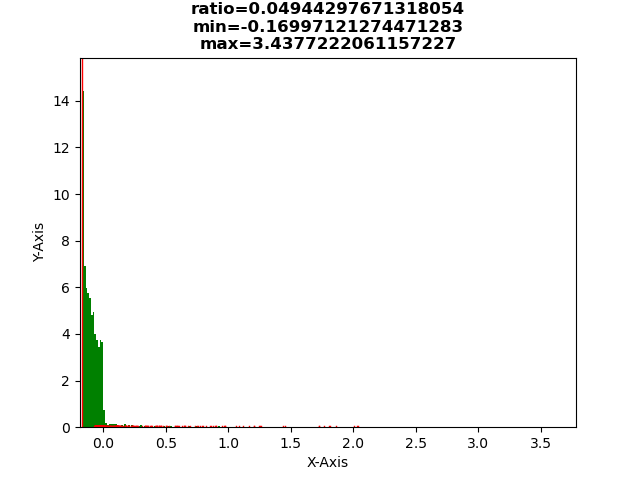 ratio=0.04944297671318054
min=-0.16997121274471283
max=3.4377222061157227
14
12
10
8
6
4
2
0
Y-Axis
0.0 0.5 1.0 1.5 2.0 2.5 3.0 3.5
X-Axis